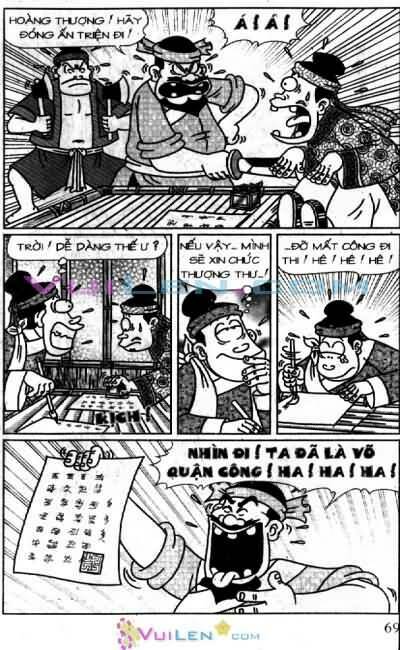 HOÀNG THƯỢNG! HÃY
ĐÓNG ẤN TRIỆN ĐI!
Á! Á!
TRỜI! DỄ DÀNG THẾ Ư?
KỊCH!
NẾU VẬY... MÌNH
SẼ XIN CHỨC
THƯỢNG THƯ...!
...ĐỠ MẤT CÔNG ĐI
THI! HÊ! HÊ! HÊ!
VUILEN.COM
NHÌN ĐI! TA ĐÃ LÀ VÕ
QUẬN CÔNG! HA! HA! HA!
69
VUILEN.com